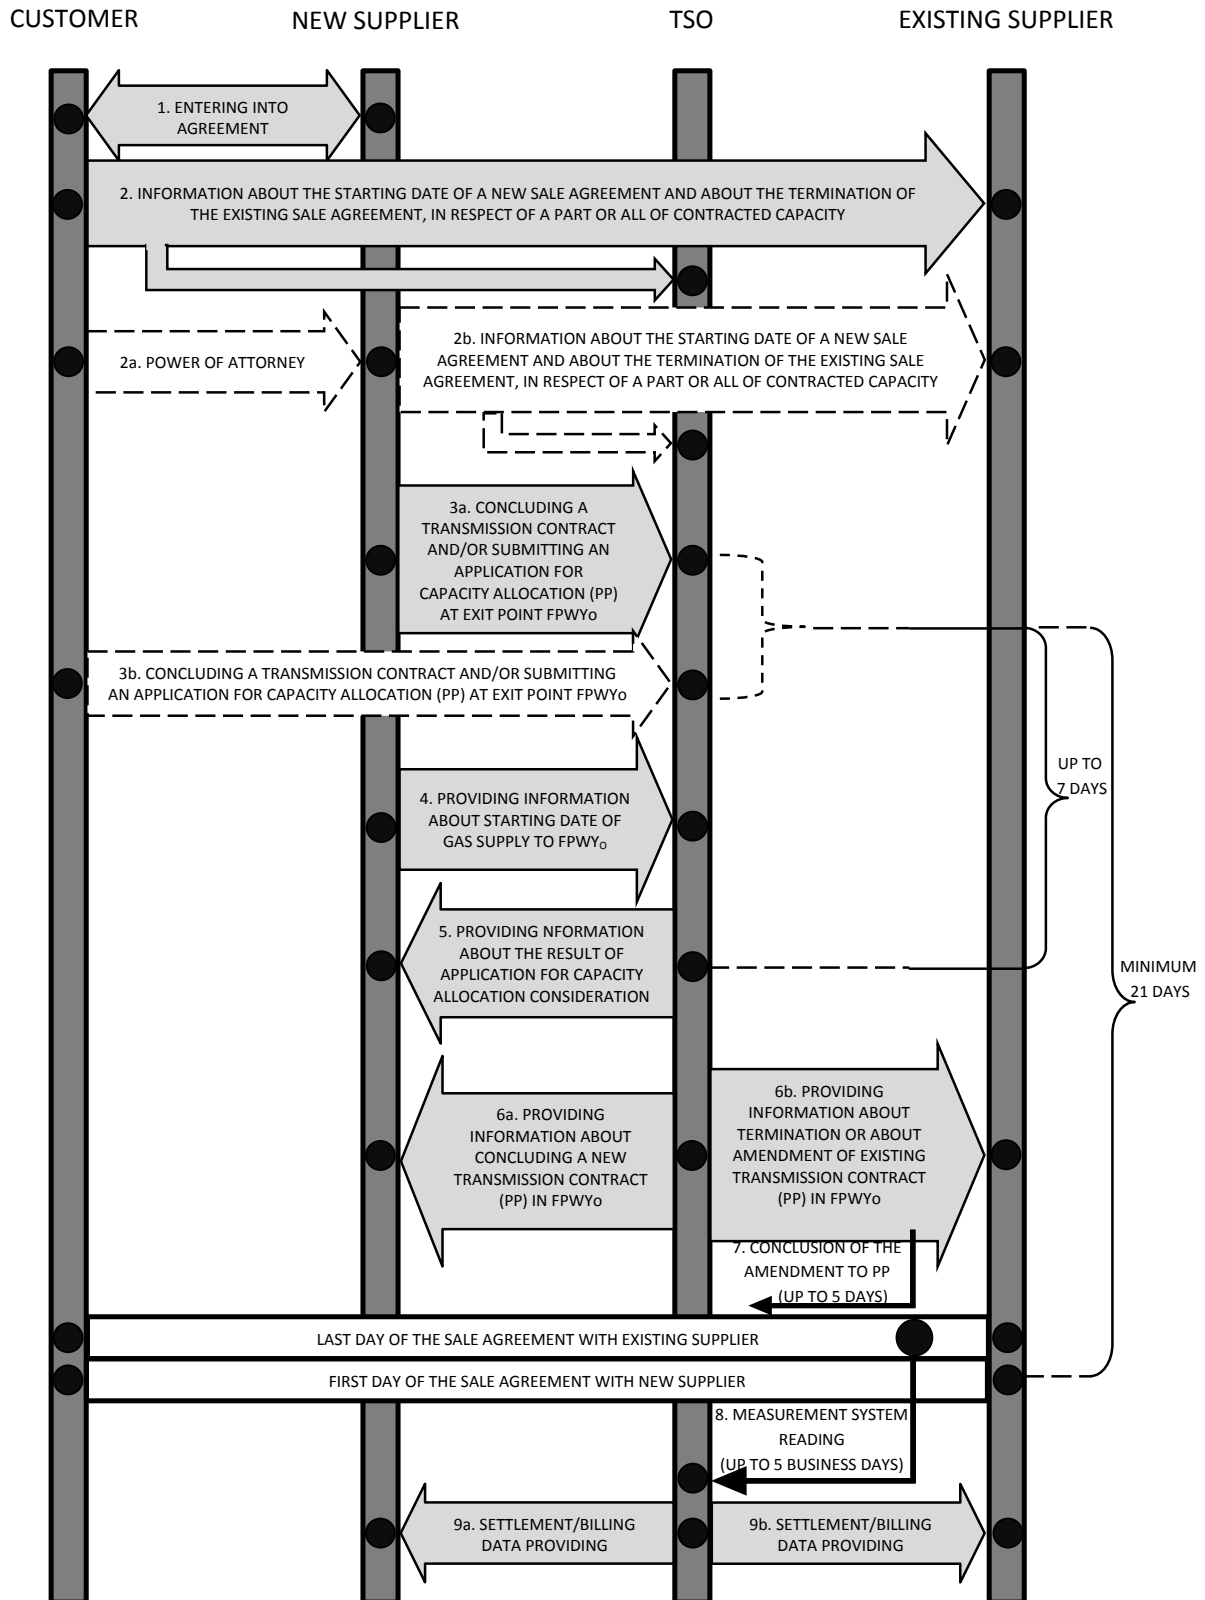 CUSTOMER
NEW SUPPLIER
TSO
EXISTING SUPPLIER
1. ENTERING INTO
AGREEMENT
2. INFORMATION ABOUT THE STARTING DATE OF A NEW SALE AGREEMENT AND ABOUT THE TERMINATION OF
THE EXISTING SALE AGREEMENT, IN RESPECT OF A PART OR ALL OF CONTRACTED CAPACITY
2a. POWER OF ATTORNEY
2b. INFORMATION ABOUT THE STARTING DATE OF A NEW SALE
AGREEMENT AND ABOUT THE TERMINATION OF THE EXISTING SALE
AGREEMENT, IN RESPECT OF A PART OR ALL OF CONTRACTED CAPACITY
3a. CONCLUDING A
TRANSMISSION CONTRACT
AND/OR SUBMITTING AN
APPLICATION FOR
CAPACITY ALLOCATION (PP)
AT EXIT POINT FPWYo
3b. CONCLUDING A TRANSMISSION CONTRACT AND/OR SUBMITTING
AN APPLICATION FOR CAPACITY ALLOCATION (PP) AT EXIT POINT FPWYo
UP TO
7 DAYS
4. PROVIDING INFORMATION
ABOUT STARTING DATE OF
GAS SUPPLY TO FPWYO
5. PROVIDING NFORMATION
ABOUT THE RESULT OF
APPLICATION FOR CAPACITY
ALLOCATION CONSIDERATION
MINIMUM
21 DAYS
6a. PROVIDING
INFORMATION ABOUT
CONCLUDING A NEW
TRANSMISSION CONTRACT
(PP) IN FPWYo
6b. PROVIDING
INFORMATION ABOUT
TERMINATION OR ABOUT
AMENDMENT OF EXISTING
TRANSMISSION CONTRACT
(PP) IN FPWYo
7. CONCLUSION OF THE
AMENDMENT TO PP
(UP TO 5 DAYS)
LAST DAY OF THE SALE AGREEMENT WITH EXISTING SUPPLIER
FIRST DAY OF THE SALE AGREEMENT WITH NEW SUPPLIER
8. MEASUREMENT SYSTEM
READING
(UP TO 5 BUSINESS DAYS)
9a. SETTLEMENT/BILLING
DATA PROVIDING
9b. SETTLEMENT/BILLING
DATA PROVIDING